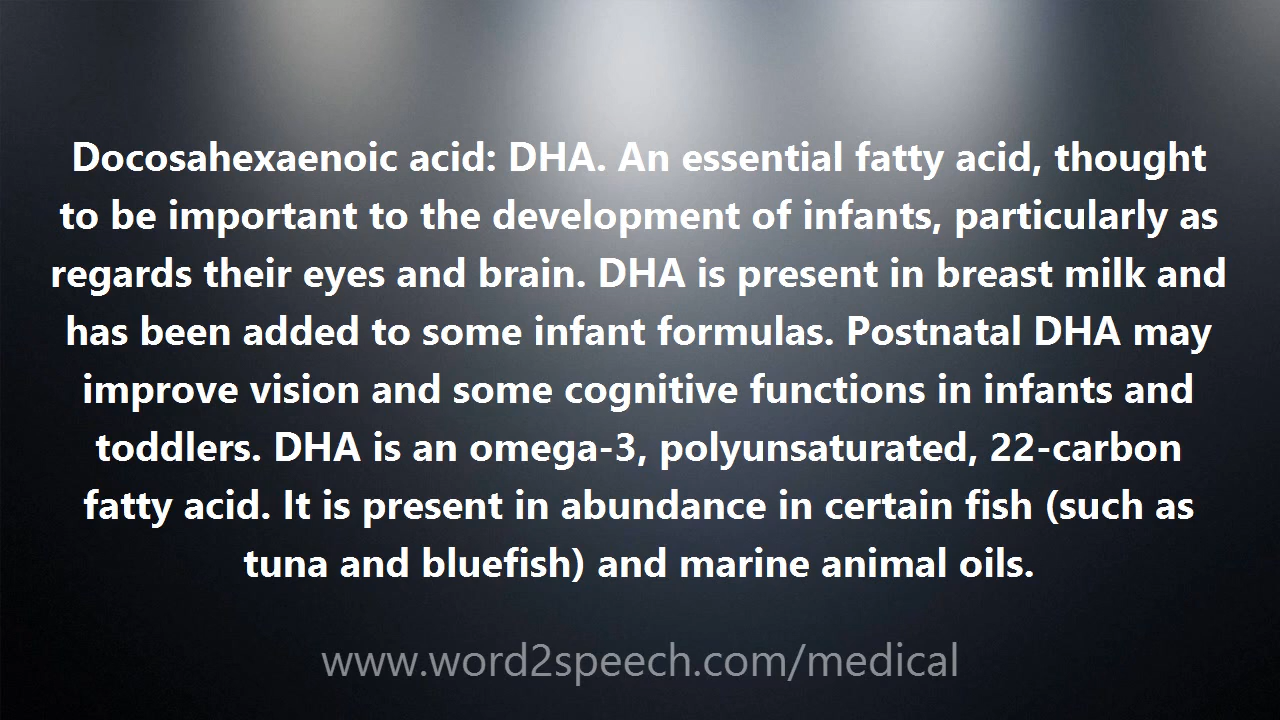 Docosahexaenoic acid: DHA. An essential fatty acid, thought
to be important to the development of infants, particularly as
regards their eyes and brain. DHA is present in breast milk and
has been added to some infant formulas. Postnatal DHA may
improve vision and some cognitive functions in infants and
toddlers. DHA is an omega-3, polyunsaturated, 22-carbon
fatty acid. It is present in abundance in certain fish (such as
tuna and bluefish) and marine animal oils.
www.word2speech.com/medical